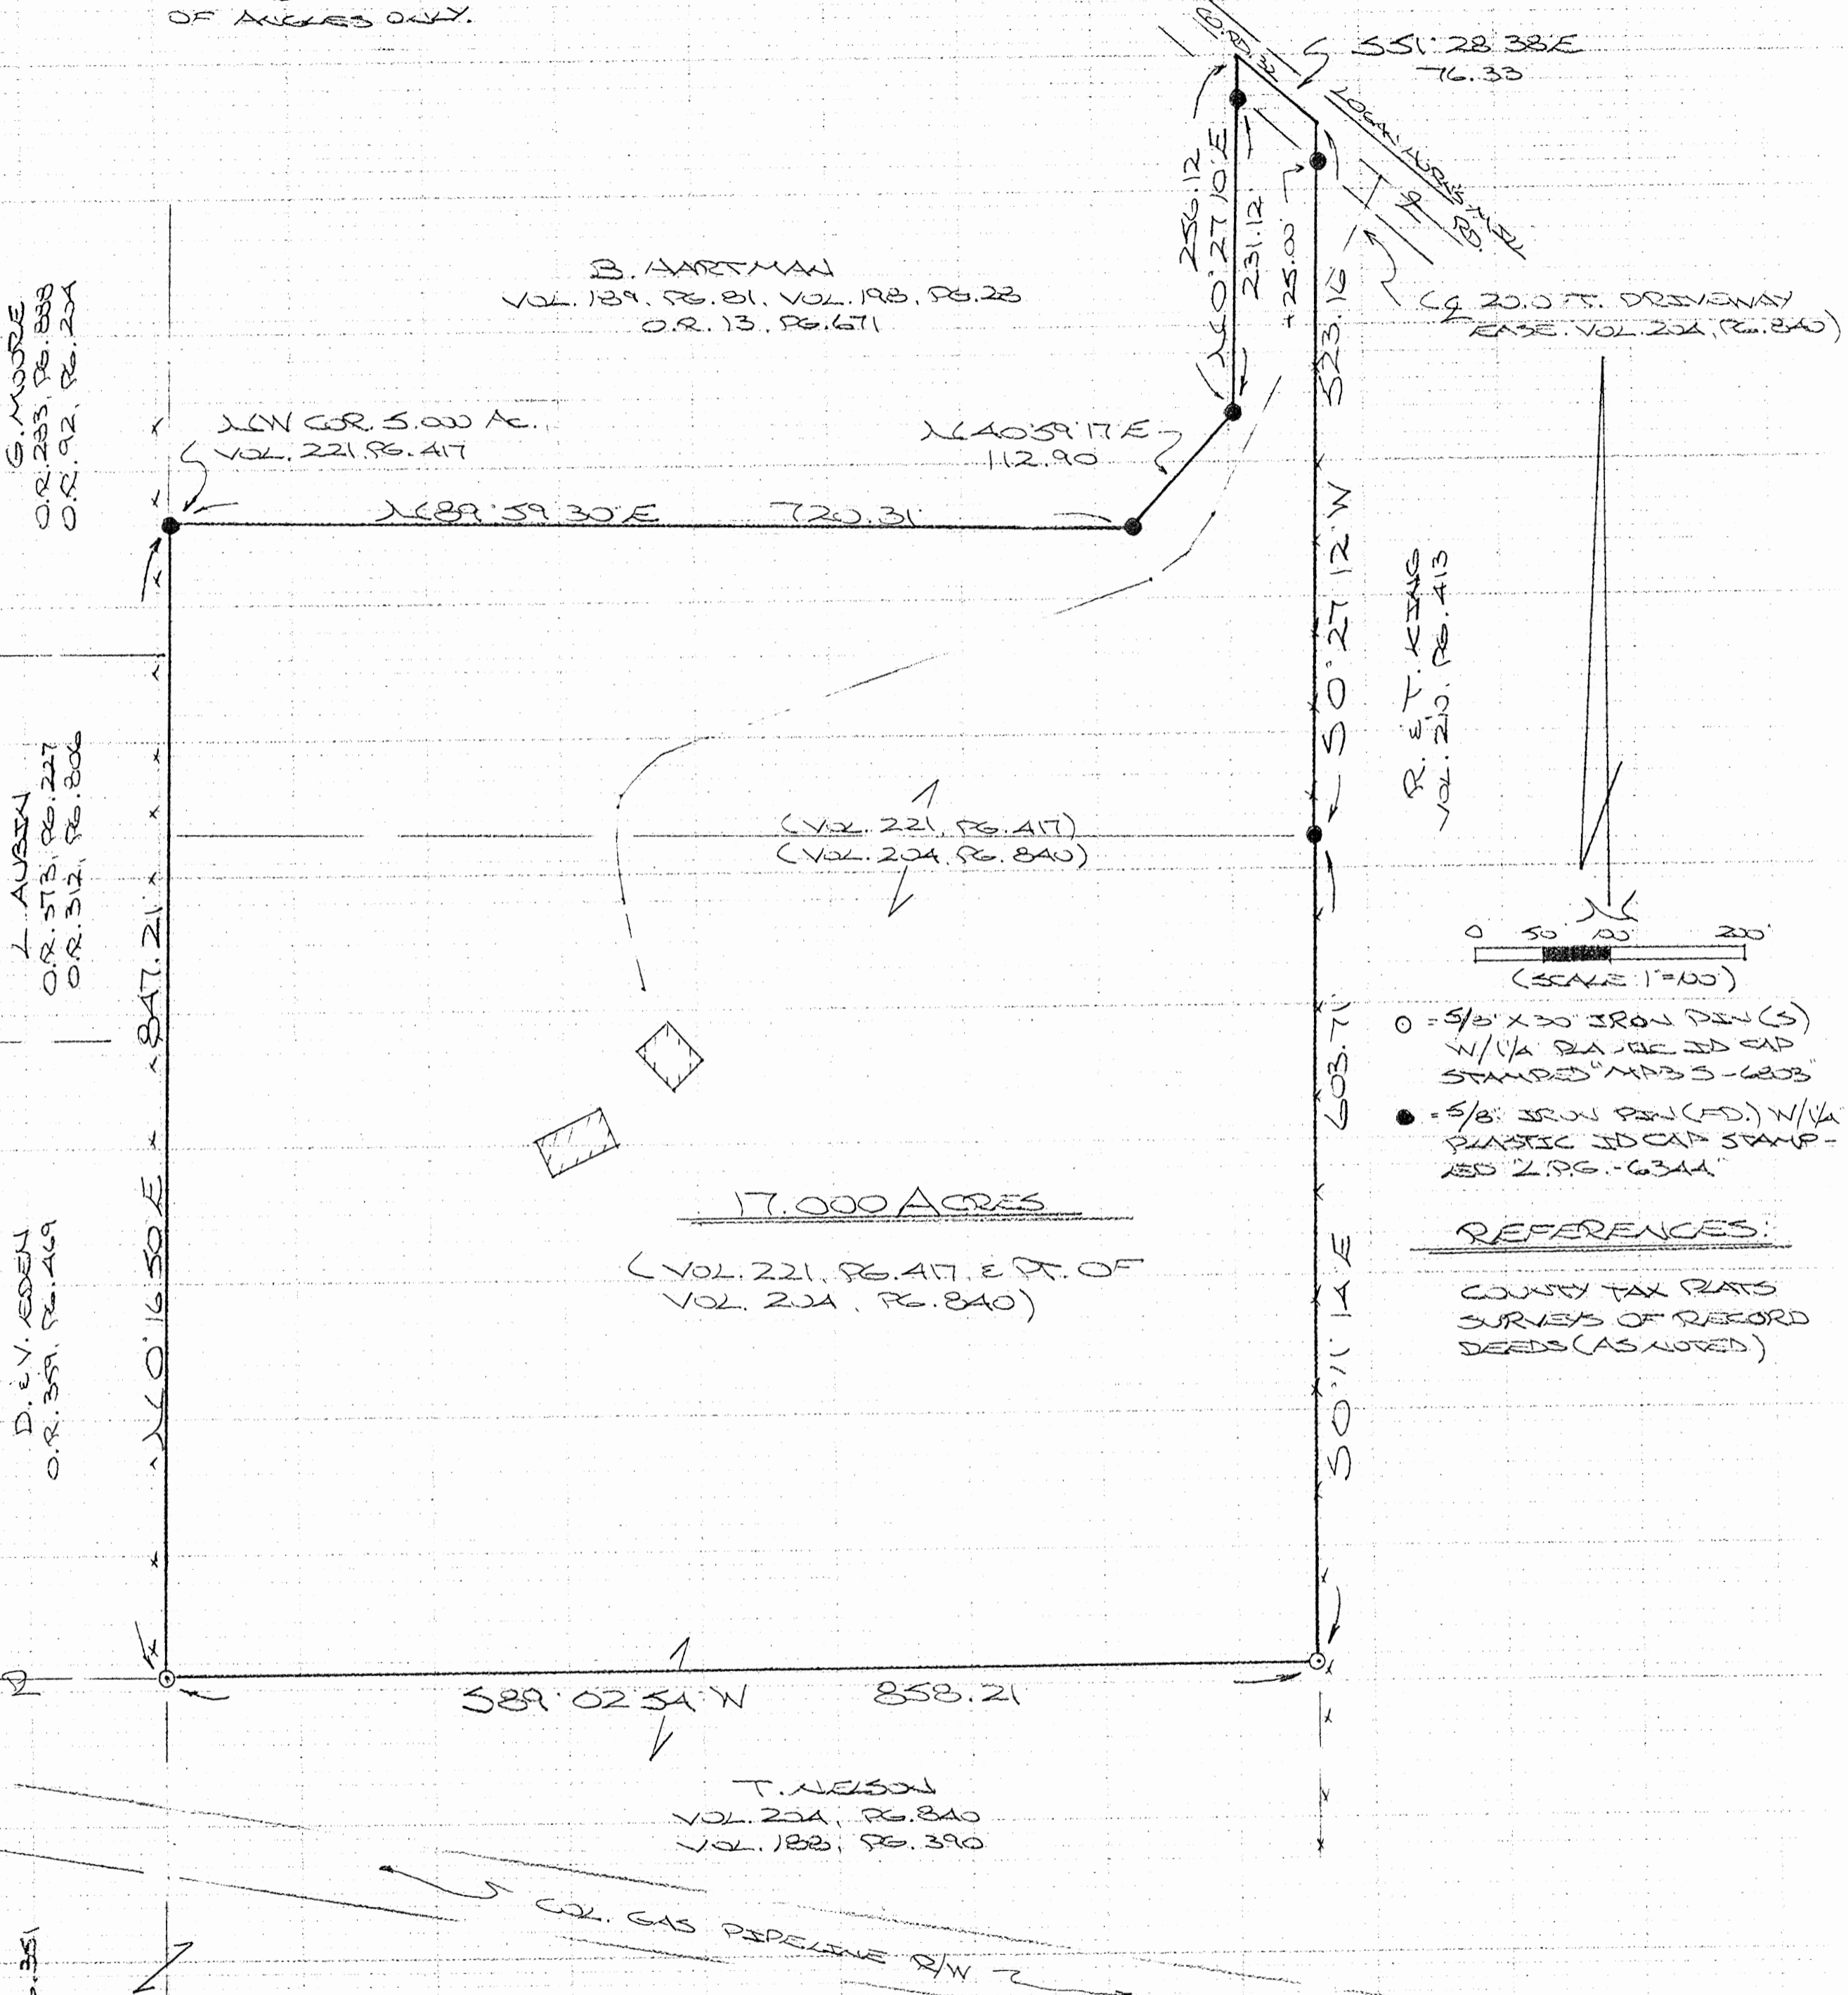 OF ANGLES ONLY.
S51°28'38"E
76.33'
RD. 32
LOGAN-HORNS MILL RD.
256.12'
N0°27'10"E
231.12'
+25.00'
523.16'
C/L 20.0 FT. DRIVEWAY
EASE. VOL. 204, PG. 840)
B. HARTMAN
VOL. 189, PG. 81, VOL. 198, PG. 23
O.R. 13, PG. 671
G. MOORE
O.R. 233, PG. 888
O.R. 92, PG. 204
NW COR. 5.000 AC.
VOL. 221, PG. 417
N40°59'17"E
112.90'
N89°59'30"E 720.31'
S0°27'12"W
R. & T. KING
VOL. 210, PG. 413
L. AUBIN
O.R. 573, PG. 227
O.R. 312, PG. 806
(VOL. 221, PG. 417)
(VOL. 204, PG. 840)
N
0 50' 100' 200'
(SCALE: 1"=100')
847.21'
N0°16'50"E
603.71'
S0°11'14"E
= 5/8" X 30" IRON PIN(S)
W/1 1/4" PLASTIC ID CAP
STAMPED "MPB S-6803"
= 5/8" IRON PIN (FD.) W/1 1/4"
PLASTIC ID CAP STAMP-
ED "L.P.G.-6344"
17.000 ACRES
(VOL. 221, PG. 417, & PT. OF
VOL. 204, PG. 840)
REFERENCES:
COUNTY TAX PLATS
SURVEYS OF RECORD
DEEDS (AS NOTED)
D. & V. EDEN
O.R. 359, PG. 469
S89°02'54"W 858.21'
T. NELSON
VOL. 204, PG. 840
VOL. 188, PG. 390
COL. GAS PIPELINE R/W
351